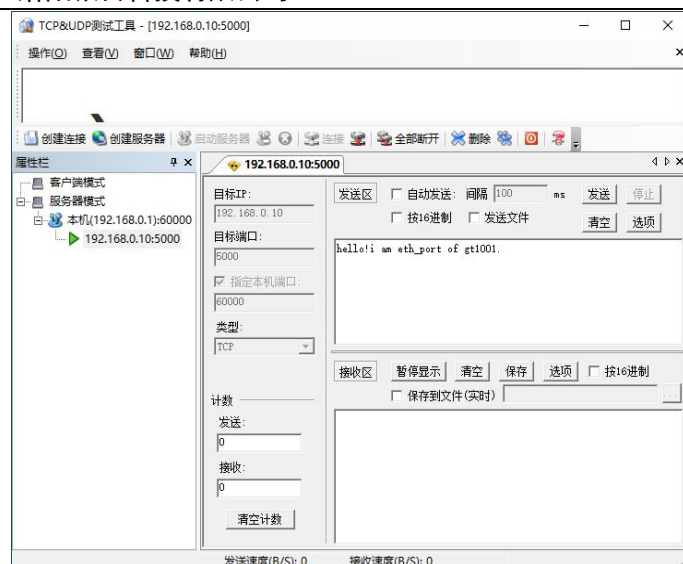 TCP&UDP测试工具 - [192.168.0.10:5000]
操作(O) 查看(V) 窗口(W) 帮助(H)
创建连接 创建服务器 启动服务器 连接 全部断开 删除
属性栏
客户端模式
服务器模式
本机(192.168.0.1):60000
192.168.0.10:5000
192.168.0.10:5000
目标IP:
192.168.0.10
目标端口:
5000
指定本机端口:
60000
类型:
TCP
计数
发送:
0
接收:
0
清空计数
发送区 自动发送: 间隔 100 ms 发送 停止
按16进制 发送文件 清空 选项
hello!i am eth_port of gt1001.
接收区 暂停显示 清空 保存 选项 按16进制
保存到文件(实时) ...
发送速度(B/S): 0 接收速度(B/S): 0